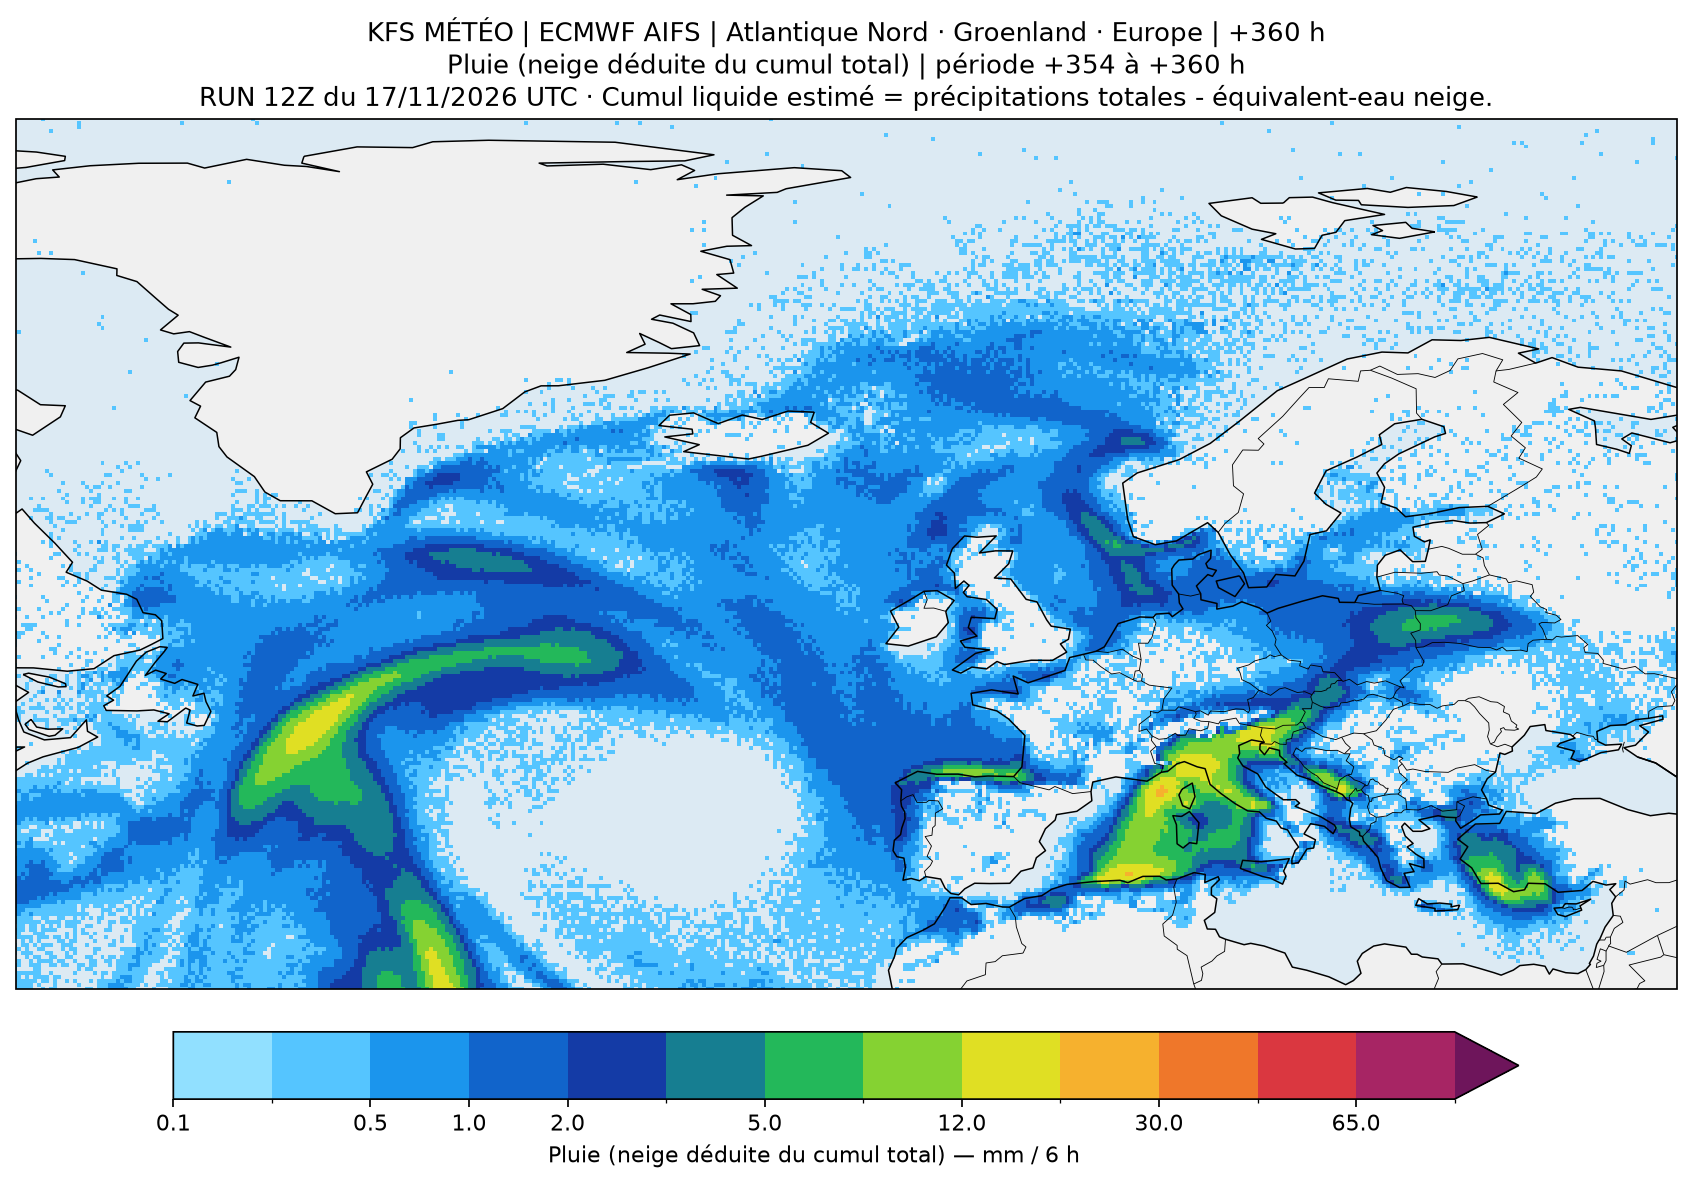 KFS MÉTÉO | ECMWF AIFS | Atlantique Nord · Groenland · Europe | +360 h
Pluie (neige déduite du cumul total) | période +354 à +360 h
RUN 12Z du 17/11/2026 UTC · Cumul liquide estimé = précipitations totales - équivalent-eau neige.
0.1 0.5 1.0 2.0 5.0 12.0 30.0 65.0
Pluie (neige déduite du cumul total) — mm / 6 h